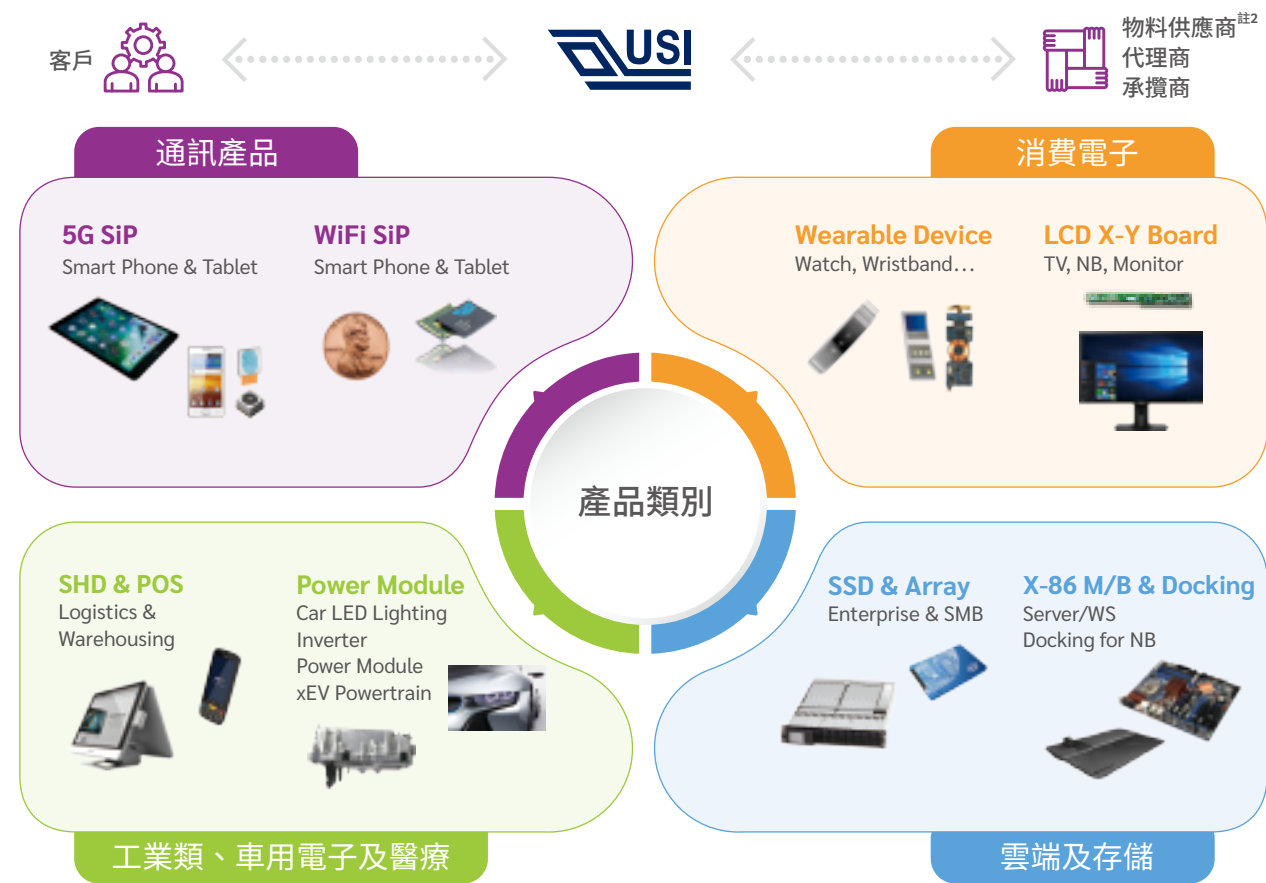 客戶
USI
物料供應商註2
代理商
承攬商
通訊產品
5G SiP
Smart Phone & Tablet
WiFi SiP
Smart Phone & Tablet
消費電子
Wearable Device
Watch, Wristband…
LCD X-Y Board
TV, NB, Monitor
產品類別
SHD & POS
Logistics &
Warehousing
Power Module
Car LED Lighting
Inverter
Power Module
xEV Powertrain
工業類、車用電子及醫療
SSD & Array
Enterprise & SMB
X-86 M/B & Docking
Server/WS
Docking for NB
雲端及存儲